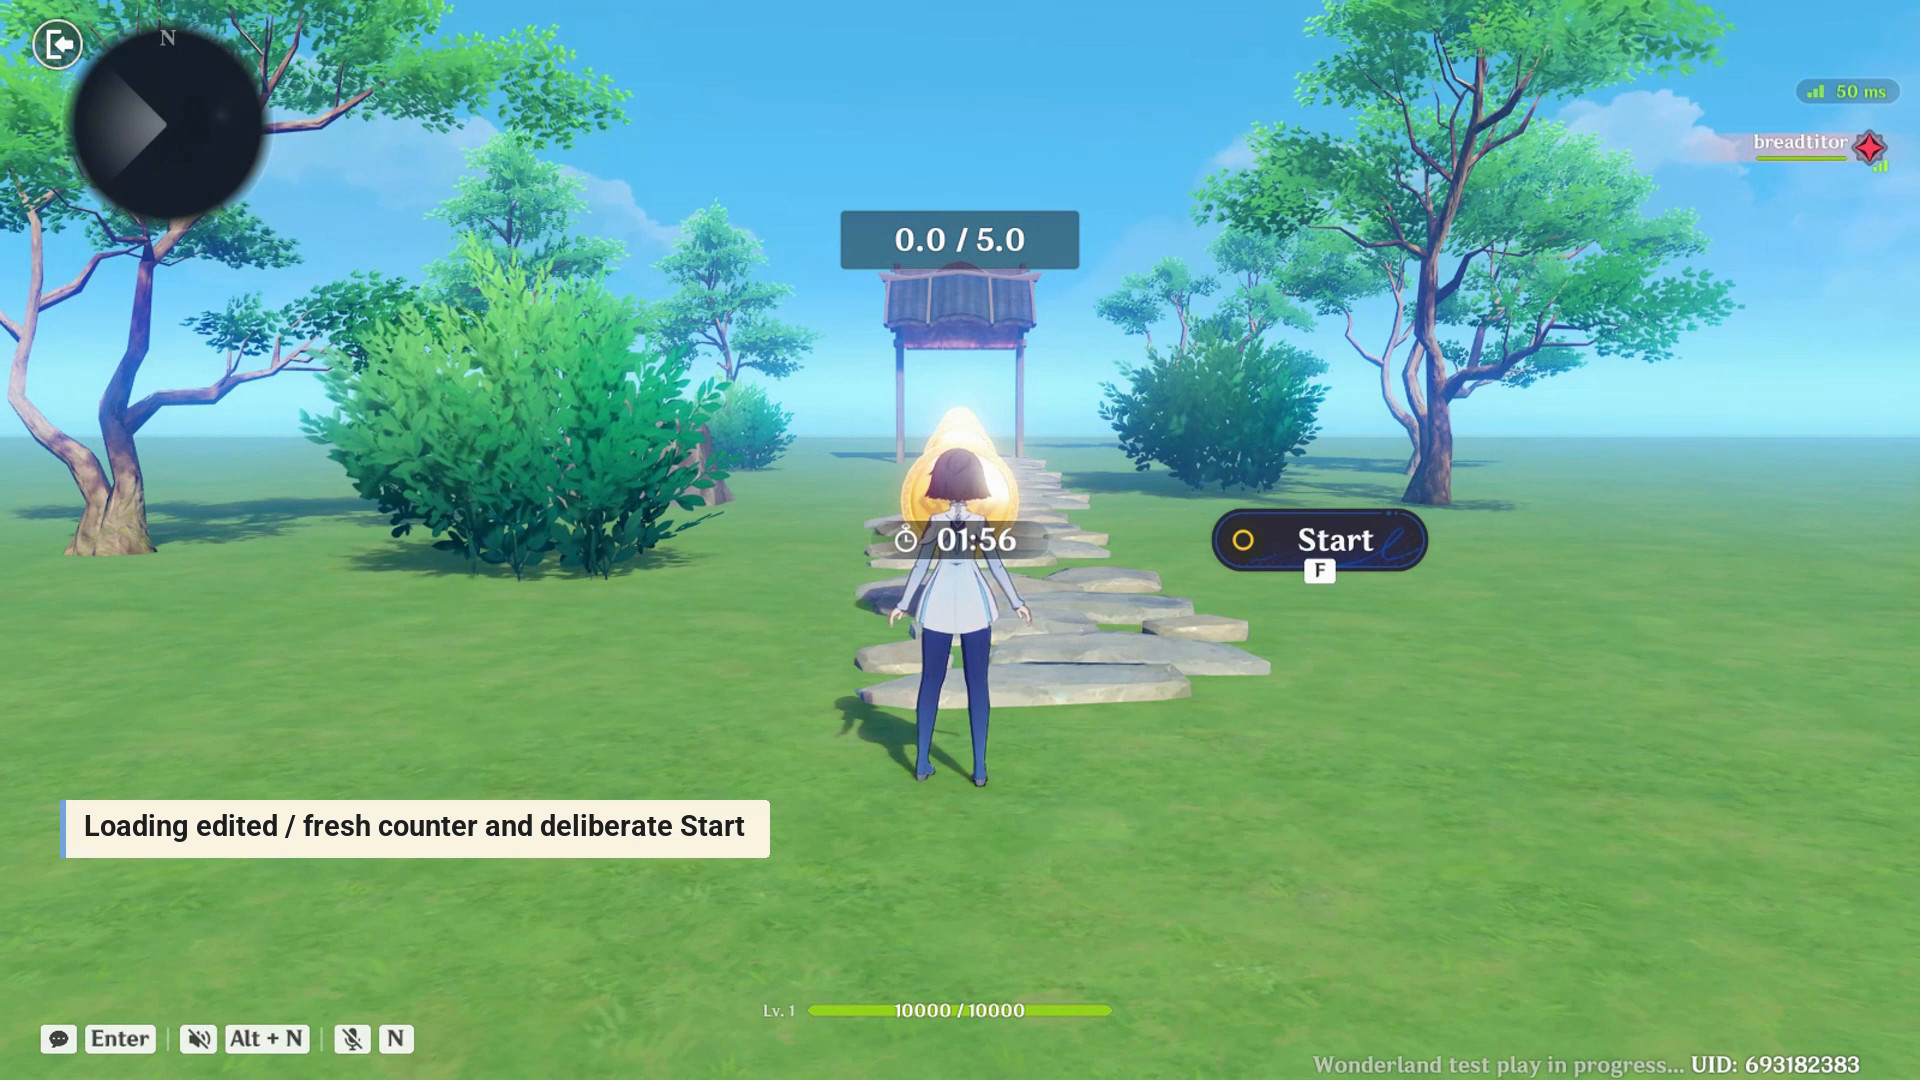 N
50 ms
breadtitor
0.0 / 5.0
01:56
Start
F
Loading edited / fresh counter and deliberate Start
Lv. 1
10000 / 10000
Enter
Alt + N
N
Wonderland test play in progress... UID: 693182383